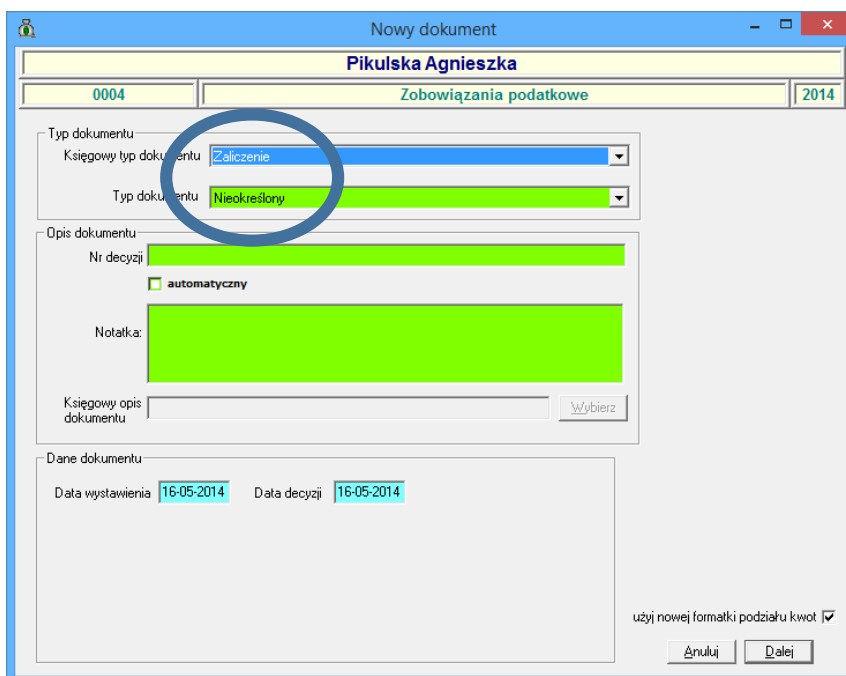 Nowy dokument
Pikulska Agnieszka
0004 Zobowiązania podatkowe 2014
Typ dokumentu
Księgowy typ dokumentu Zaliczenie
Typ dokumentu Nieokreślony
Opis dokumentu
Nr decyzji
automatyczny
Notatka:
Księgowy opis
dokumentu Wybierz
Dane dokumentu
Data wystawienia 16-05-2014 Data decyzji 16-05-2014
użyj nowej formatki podziału kwot
Anuluj Dalej